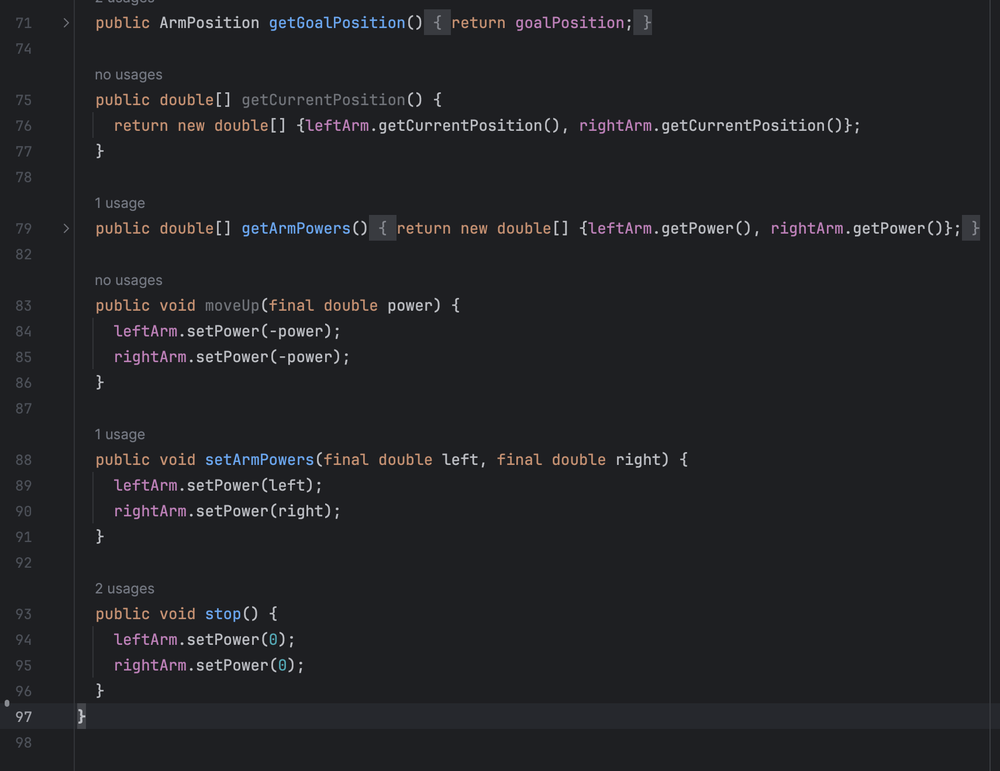 2 usages
71 public ArmPosition getGoalPosition() { return goalPosition; }
74
no usages
75 public double[] getCurrentPosition() {
76 return new double[] {leftArm.getCurrentPosition(), rightArm.getCurrentPosition()};
77 }
78
1 usage
79 public double[] getArmPowers() { return new double[] {leftArm.getPower(), rightArm.getPower()}; }
82
no usages
83 public void moveUp(final double power) {
84 leftArm.setPower(-power);
85 rightArm.setPower(-power);
86 }
87
1 usage
88 public void setArmPowers(final double left, final double right) {
89 leftArm.setPower(left);
90 rightArm.setPower(right);
91 }
92
2 usages
93 public void stop() {
94 leftArm.setPower(0);
95 rightArm.setPower(0);
96 }
97 }
98